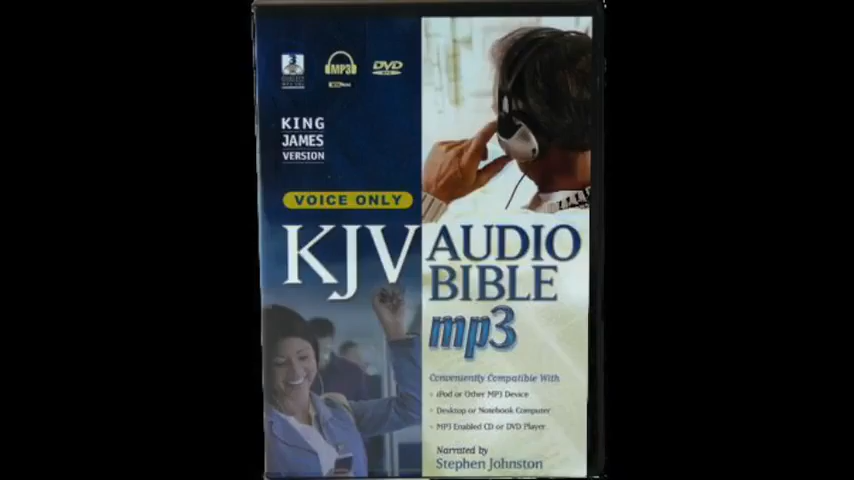 MP3
DVD
KING
JAMES
VERSION
VOICE ONLY
KJV AUDIO
BIBLE
mp3
Conveniently Compatible With
iPod or Other MP3 Device
Desktop or Notebook Computer
MP3 Enabled CD or DVD Player
Narrated by
Stephen Johnston